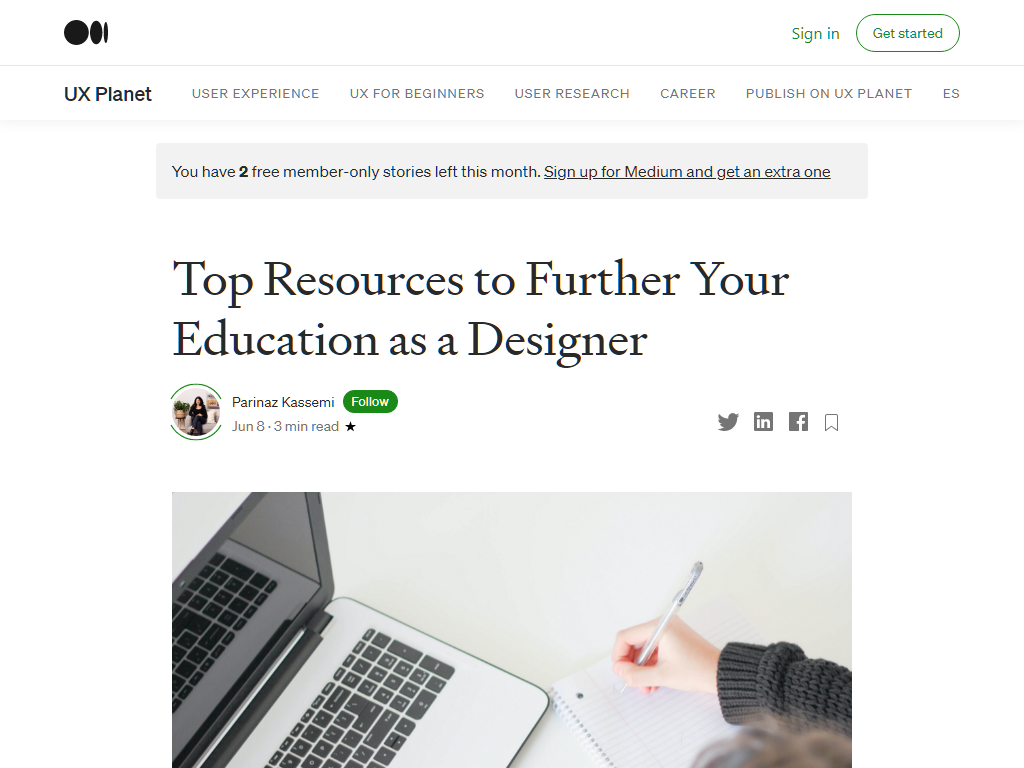 Sign in
Get started
UX Planet
USER EXPERIENCE
UX FOR BEGINNERS
USER RESEARCH
CAREER
PUBLISH ON UX PLANET
ES
You have 2 free member-only stories left this month. Sign up for Medium and get an extra one
Top Resources to Further Your
Education as a Designer
Parinaz Kassemi
Follow
Jun 8 · 3 min read ★